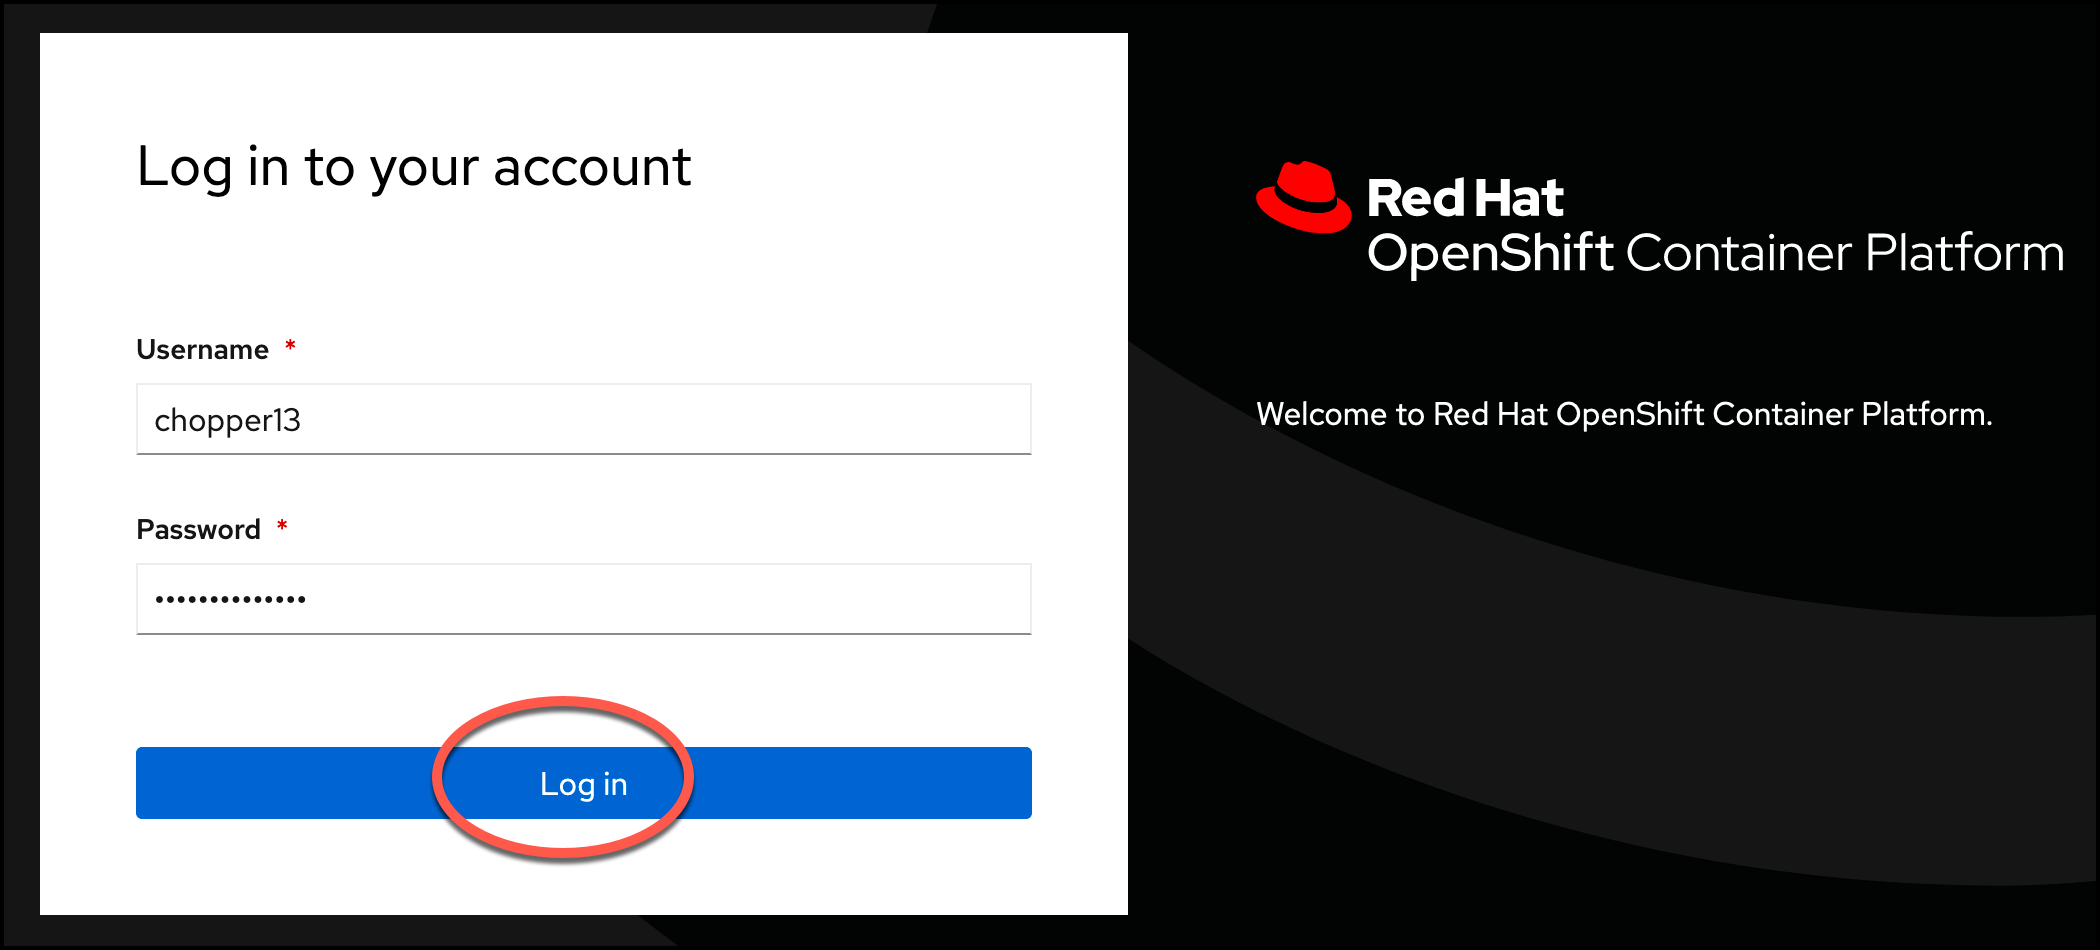 Log in to your account
Username *
chopper13
Password *
••••••••••••••
Log in
Red Hat
OpenShift Container Platform
Welcome to Red Hat OpenShift Container Platform.